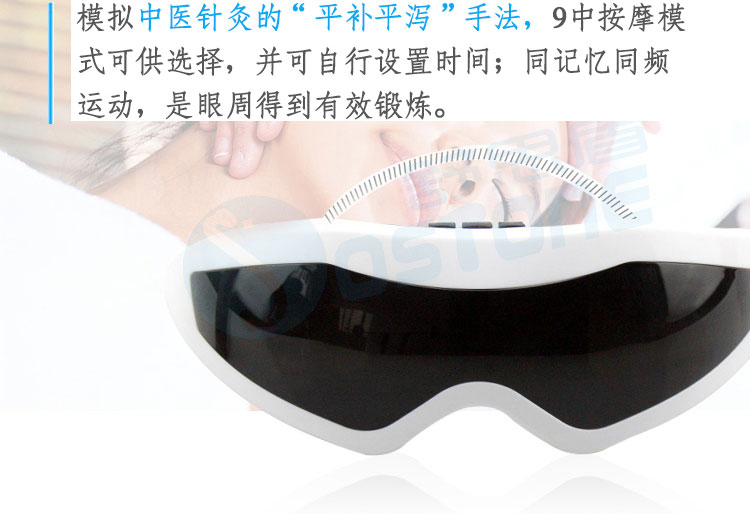 模拟中医针灸的“平补平泻”手法，9中按摩模
式可供选择，并可自行设置时间；同记忆同频
运动，是眼周得到有效锻炼。
OSTONE